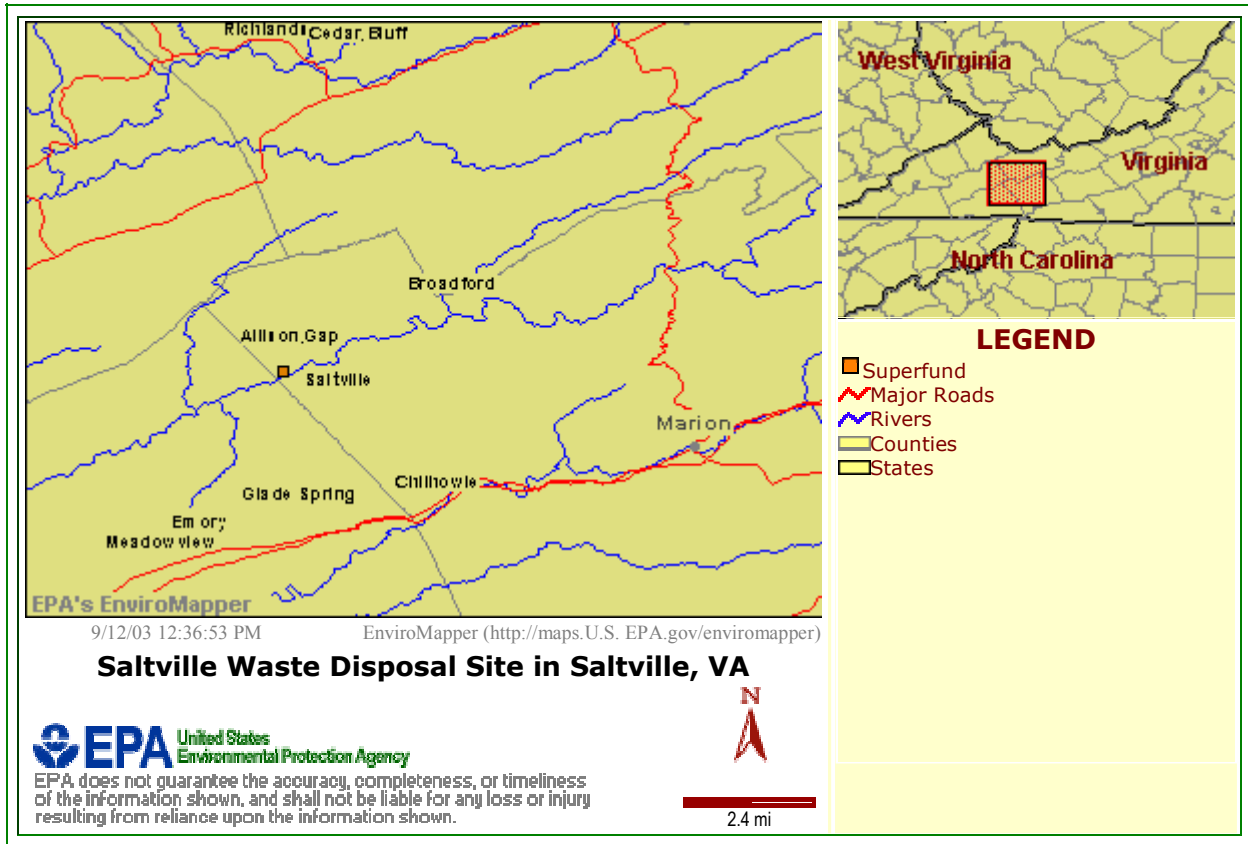 Richlands
Cedar Bluff
Broadford
Allison Gap
Saltville
Marion
Chilhowie
Glade Spring
Emory
Meadowview
EPA's EnviroMapper
West Virginia
Virginia
North Carolina
LEGEND
Superfund
Major Roads
Rivers
Counties
States
9/12/03 12:36:53 PM
EnviroMapper (http://maps.U.S. EPA.gov/enviromapper)
Saltville Waste Disposal Site in Saltville, VA
N
EPA
United States
Environmental Protection Agency
EPA does not guarantee the accuracy, completeness, or timeliness
of the information shown, and shall not be liable for any loss or injury
resulting from reliance upon the information shown.
2.4 mi